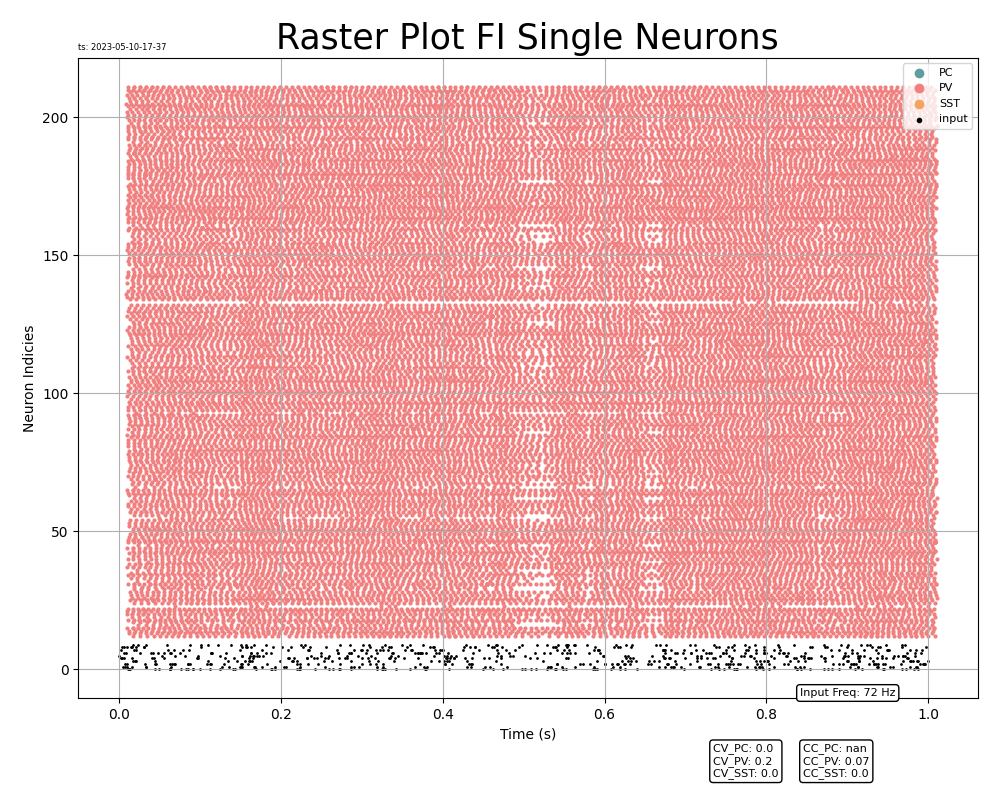 Raster Plot FI Single Neurons
ts: 2023-05-10-17-37
PC
PV
SST
input
200
150
100
50
0
Neuron Indicies
0.0 0.2 0.4 0.6 0.8 1.0
Time (s)
Input Freq: 72 Hz
CV_PC: 0.0
CV_PV: 0.2
CV_SST: 0.0
CC_PC: nan
CC_PV: 0.07
CC_SST: 0.0